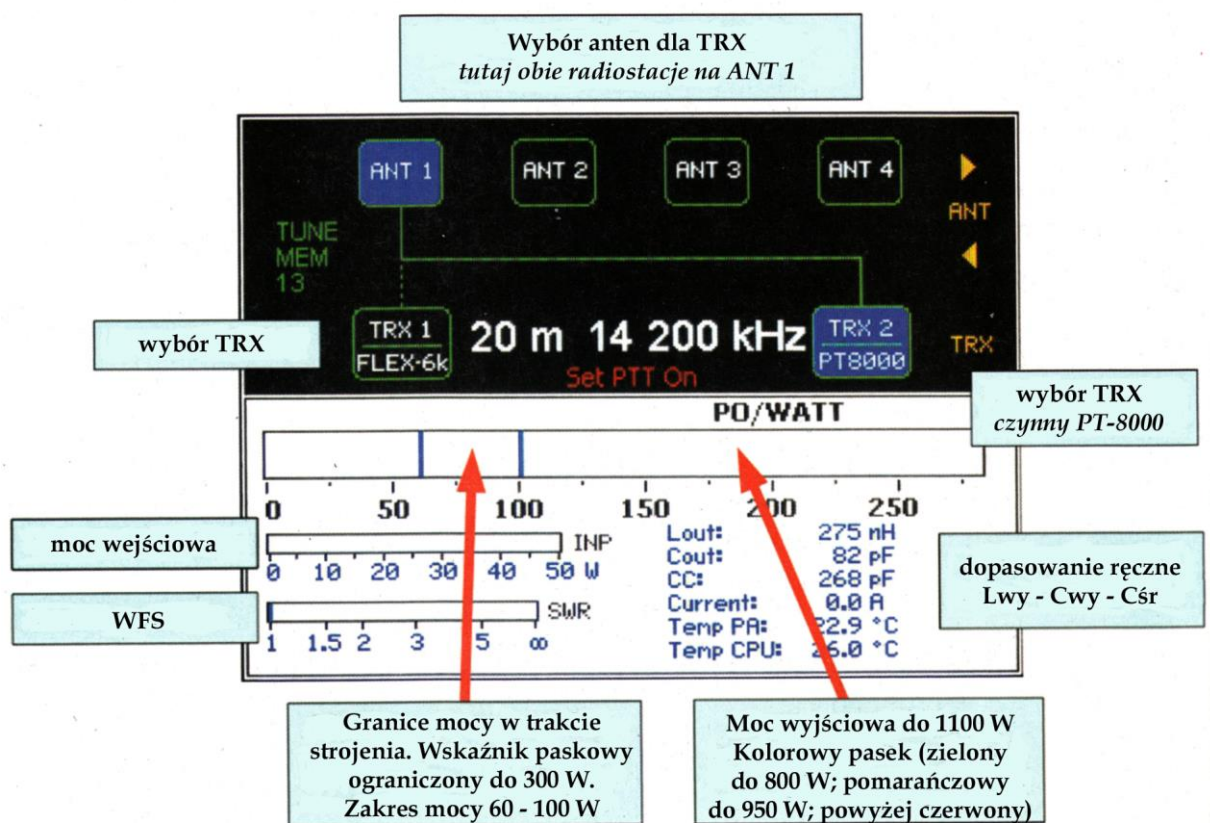 Wybór anten dla TRX
tutaj obie radiostacje na ANT 1
ANT 1
ANT 2
ANT 3
ANT 4
ANT
TUNE
MEM
13
wybór TRX
TRX 1
FLEX-6k
20 m 14 200 kHz
Set PTT On
TRX 2
PT8000
TRX
wybór TRX
czynny PT-8000
PO/WATT
0 50 100 150 200 250
moc wejściowa
INP
0 10 20 30 40 50 W
WFS
SWR
1 1.5 2 3 5 ∞
Lout: 275 nH
Cout: 82 pF
CC: 268 pF
Current: 0.0 A
Temp PA: 22.9 °C
Temp CPU: 26.0 °C
dopasowanie ręczne
Lwy - Cwy - Cśr
Granice mocy w trakcie
strojenia. Wskaźnik paskowy
ograniczony do 300 W.
Zakres mocy 60 - 100 W
Moc wyjściowa do 1100 W
Kolorowy pasek (zielony
do 800 W; pomarańczowy
do 950 W; powyżej czerwony)